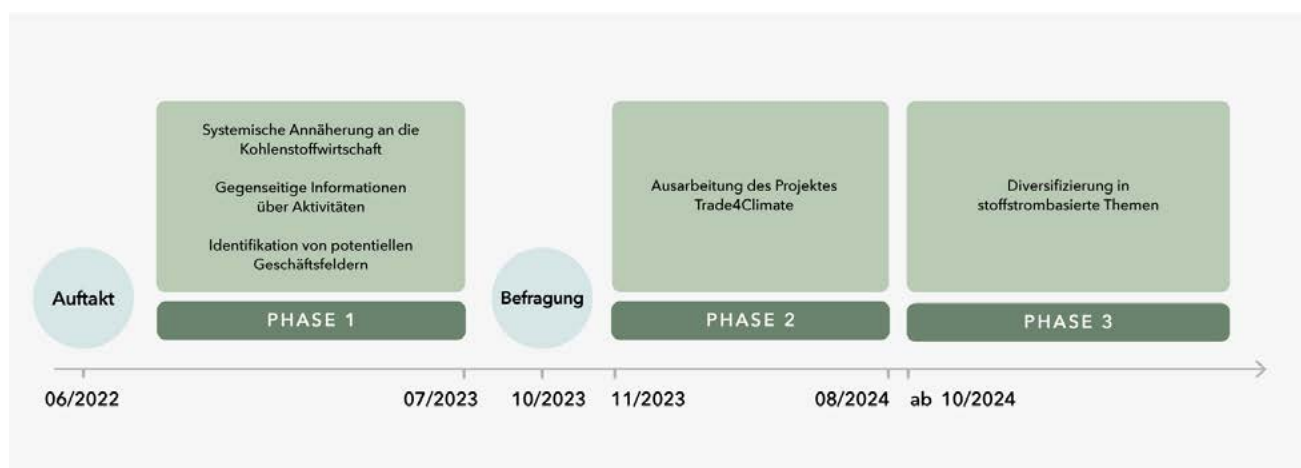 Systemische Annäherung an die
Kohlenstoffwirtschaft
Gegenseitige Informationen
über Aktivitäten
Identifikation von potentiellen
Geschäftsfeldern
Ausarbeitung des Projektes
Trade4Climate
Diversifizierung in
stoffstrombasierte Themen
Auftakt
PHASE 1
Befragung
PHASE 2
PHASE 3
06/2022
07/2023
10/2023
11/2023
08/2024
ab 10/2024